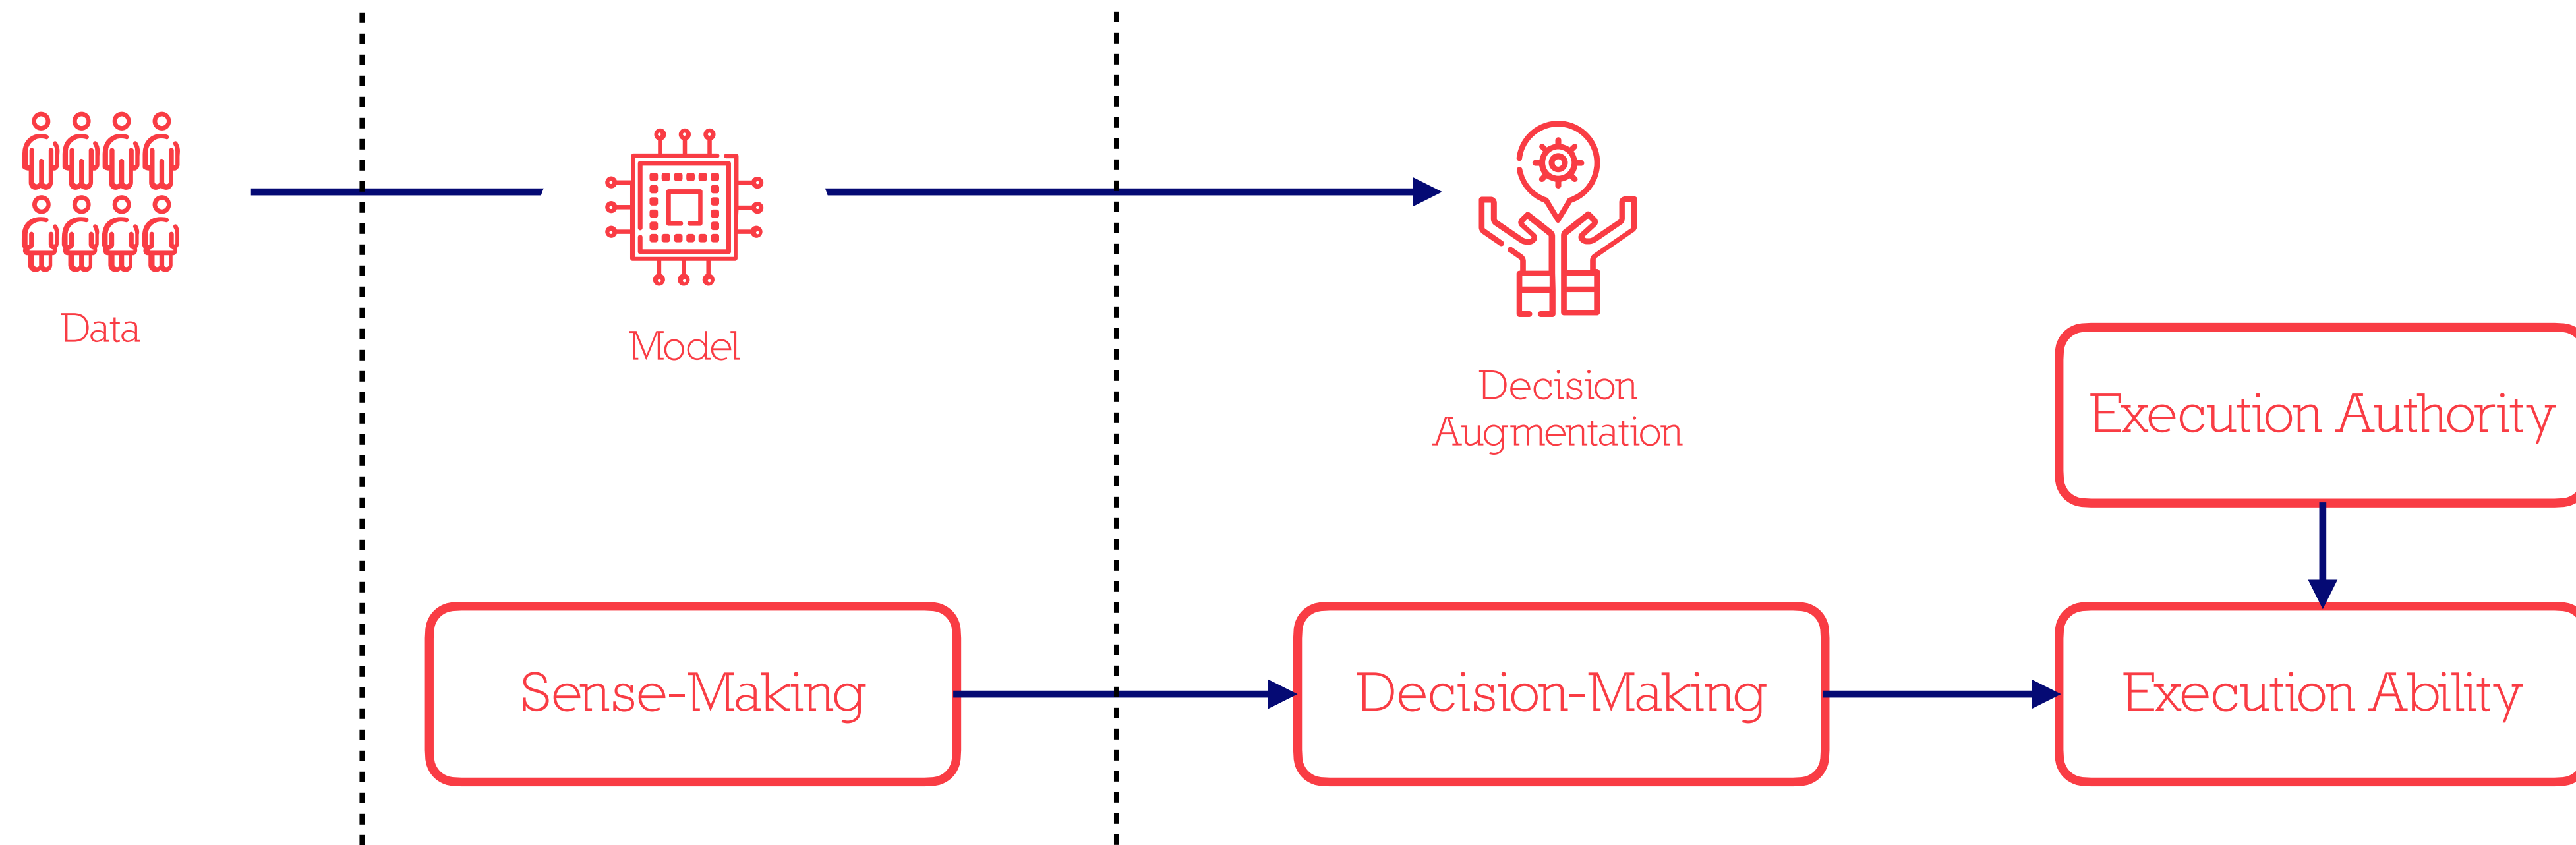 Data
Model
Decision
Augmentation
Execution Authority
Sense-Making
Decision-Making
Execution Ability